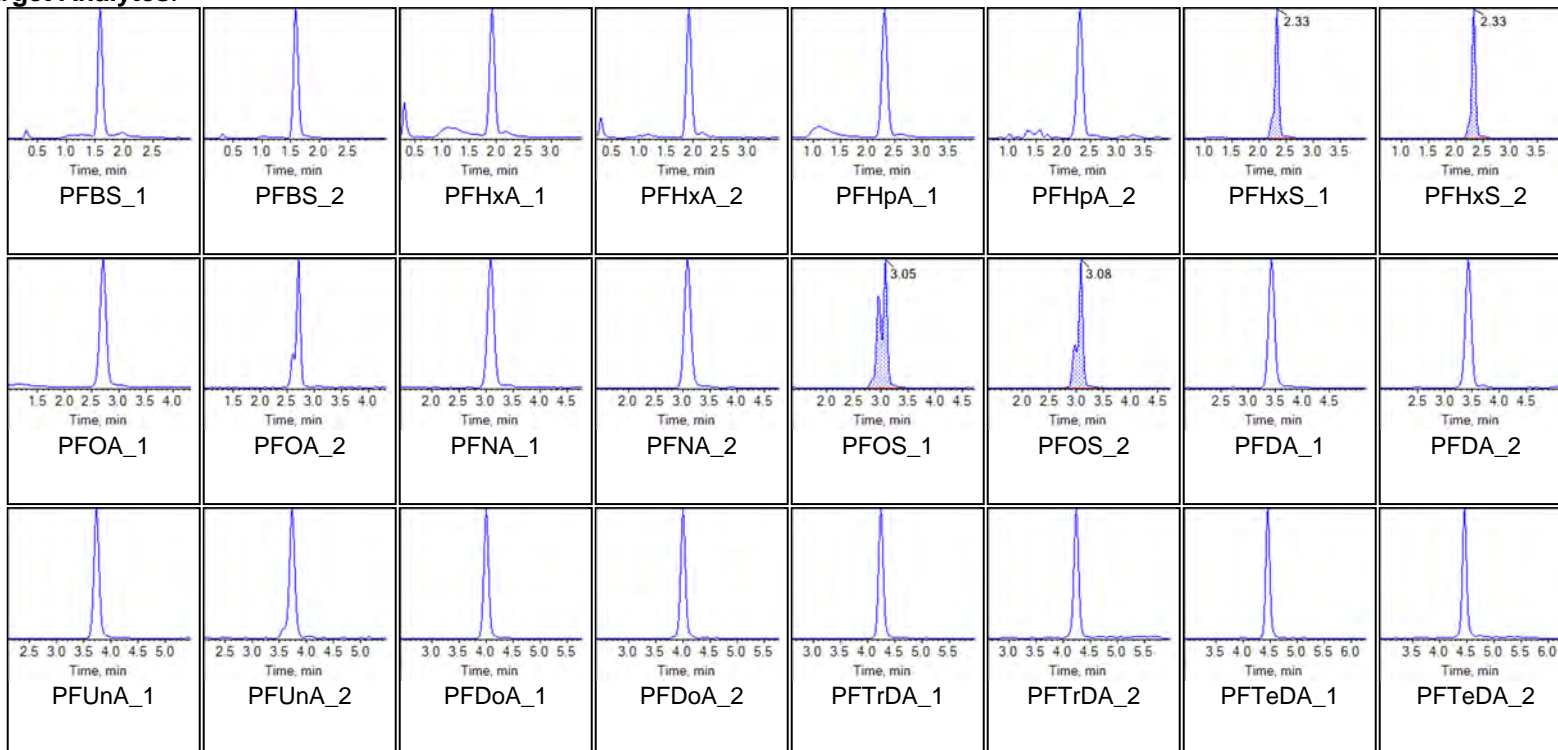 rget Analytes:
2.33 2.33
0.5 1.0 1.5 2.0 2.5 0.5 1.0 1.5 2.0 2.5 0.5 1.0 1.5 2.0 2.5 3.0 0.5 1.0 1.5 2.0 2.5 3.0 1.0 1.5 2.0 2.5 3.0 3.5 1.0 1.5 2.0 2.5 3.0 3.5 1.0 1.5 2.0 2.5 3.0 3.5 1.0 1.5 2.0 2.5 3.0 3.5
Time, min Time, min Time, min Time, min Time, min Time, min Time, min Time, min
PFBS_1 PFBS_2 PFHxA_1 PFHxA_2 PFHpA_1 PFHpA_2 PFHxS_1 PFHxS_2
3.05 3.08
1.5 2.0 2.5 3.0 3.5 4.0 1.5 2.0 2.5 3.0 3.5 4.0 2.0 2.5 3.0 3.5 4.0 4.5 2.0 2.5 3.0 3.5 4.0 4.5 2.0 2.5 3.0 3.5 4.0 4.5 2.0 2.5 3.0 3.5 4.0 4.5 2.5 3.0 3.5 4.0 4.5 5.0 2.5 3.0 3.5 4.0 4.5
Time, min Time, min Time, min Time, min Time, min Time, min Time, min Time, min
PFOA_1 PFOA_2 PFNA_1 PFNA_2 PFOS_1 PFOS_2 PFDA_1 PFDA_2
2.5 3.0 3.5 4.0 4.5 5.0 2.5 3.0 3.5 4.0 4.5 5.0 3.0 3.5 4.0 4.5 5.0 5.5 3.0 3.5 4.0 4.5 5.0 5.5 3.0 3.5 4.0 4.5 5.0 5.5 3.0 3.5 4.0 4.5 5.0 5.5 3.5 4.0 4.5 5.0 5.5 6.0 3.5 4.0 4.5 5.0 5.5 6.0
Time, min Time, min Time, min Time, min Time, min Time, min Time, min Time, min
PFUnA_1 PFUnA_2 PFDoA_1 PFDoA_2 PFTrDA_1 PFTrDA_2 PFTeDA_1 PFTeDA_2